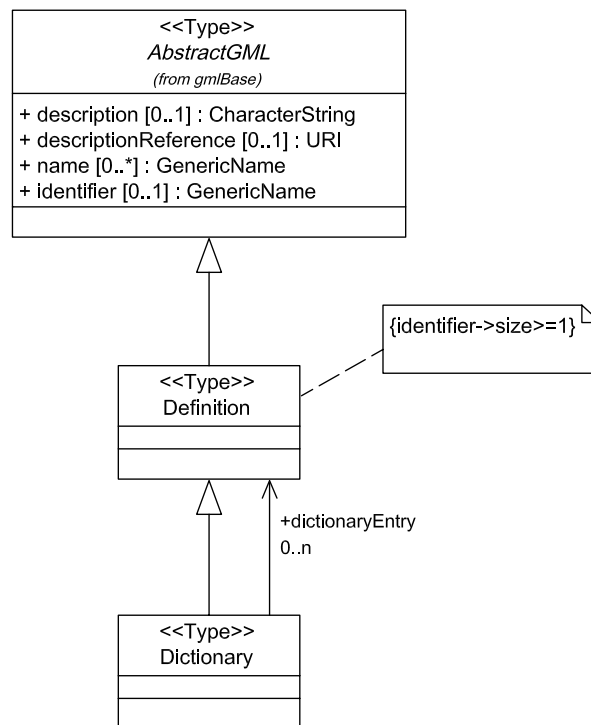 <<Type>>
AbstractGML
(from gmlBase)
+ description [0..1] : CharacterString
+ descriptionReference [0..1] : URI
+ name [0..*] : GenericName
+ identifier [0..1] : GenericName
{identifier->size>=1}
<<Type>>
Definition
+dictionaryEntry
0..n
<<Type>>
Dictionary